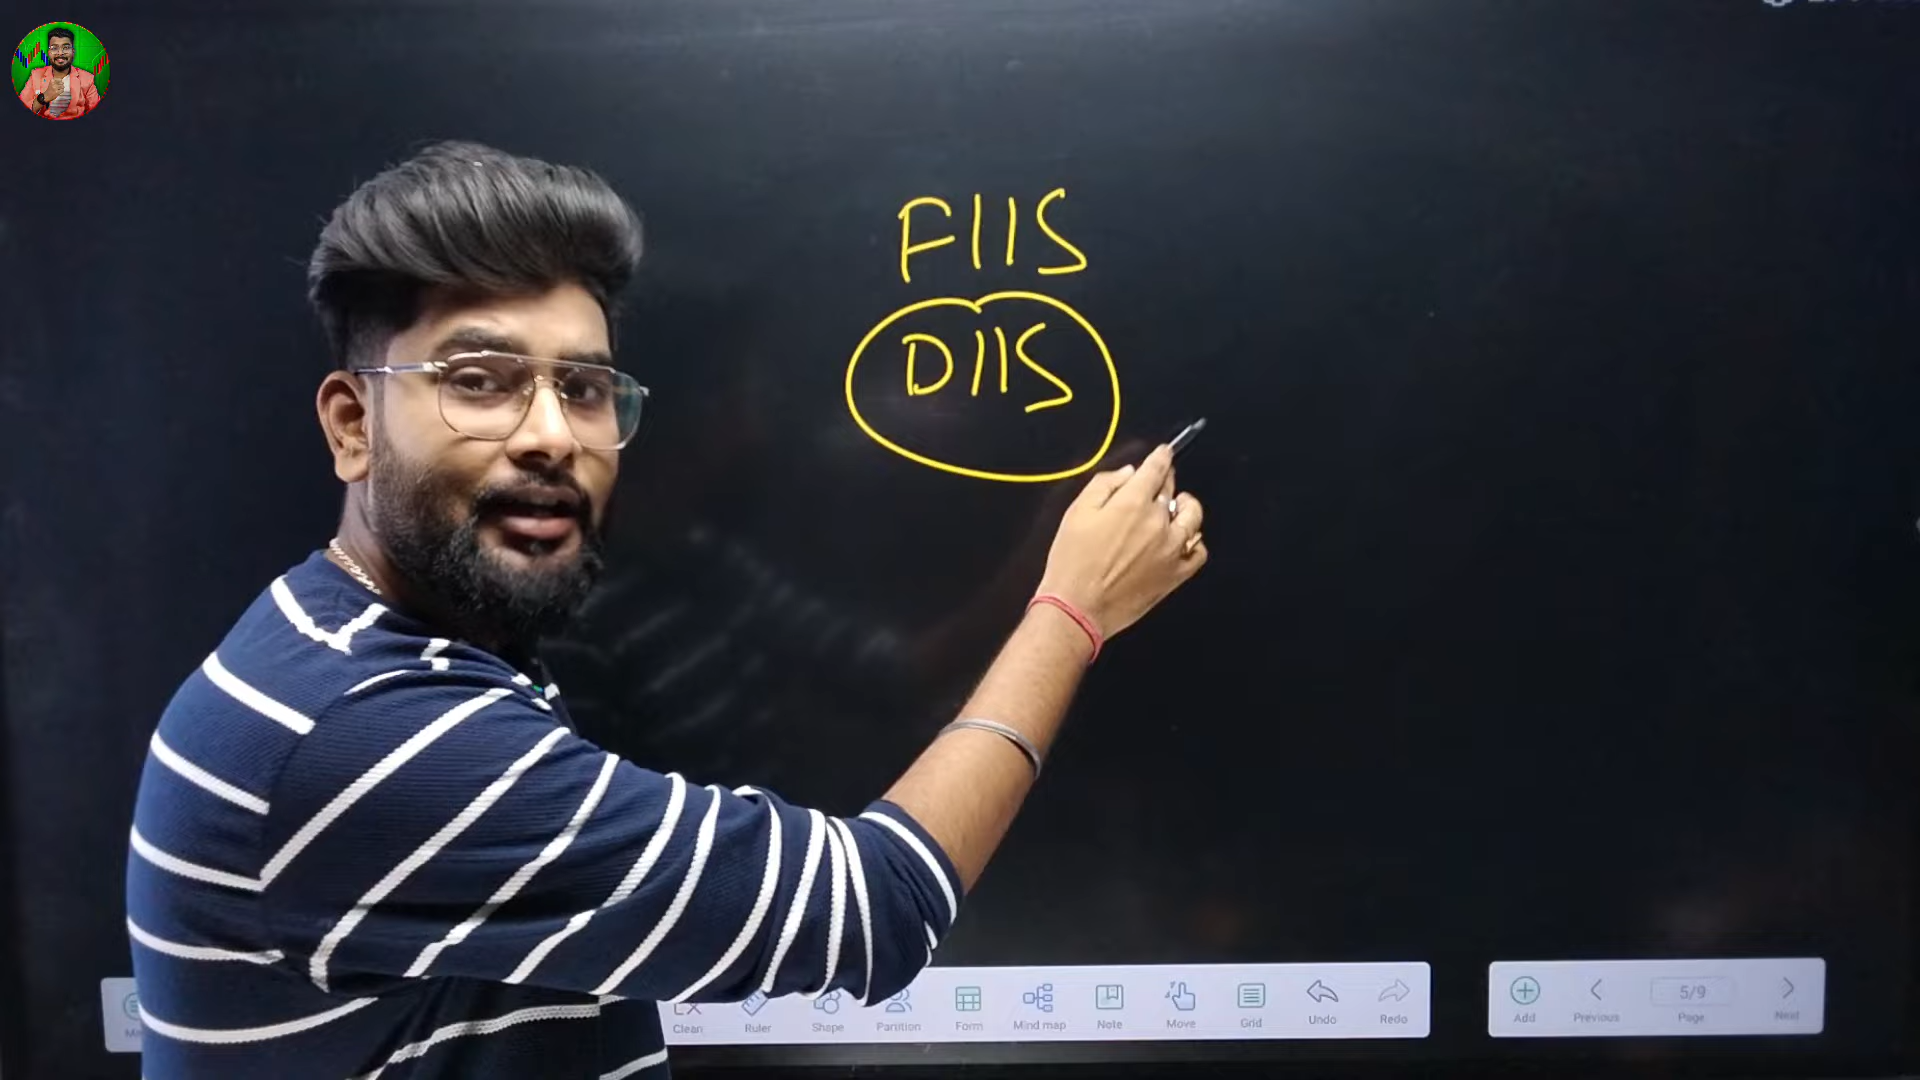 FIIS
DIIS
Clean
Ruler
Shape
Partition
Form
Mind map
Note
Move
Grid
Undo
Redo
Add
Previous
5/9
Page
Next